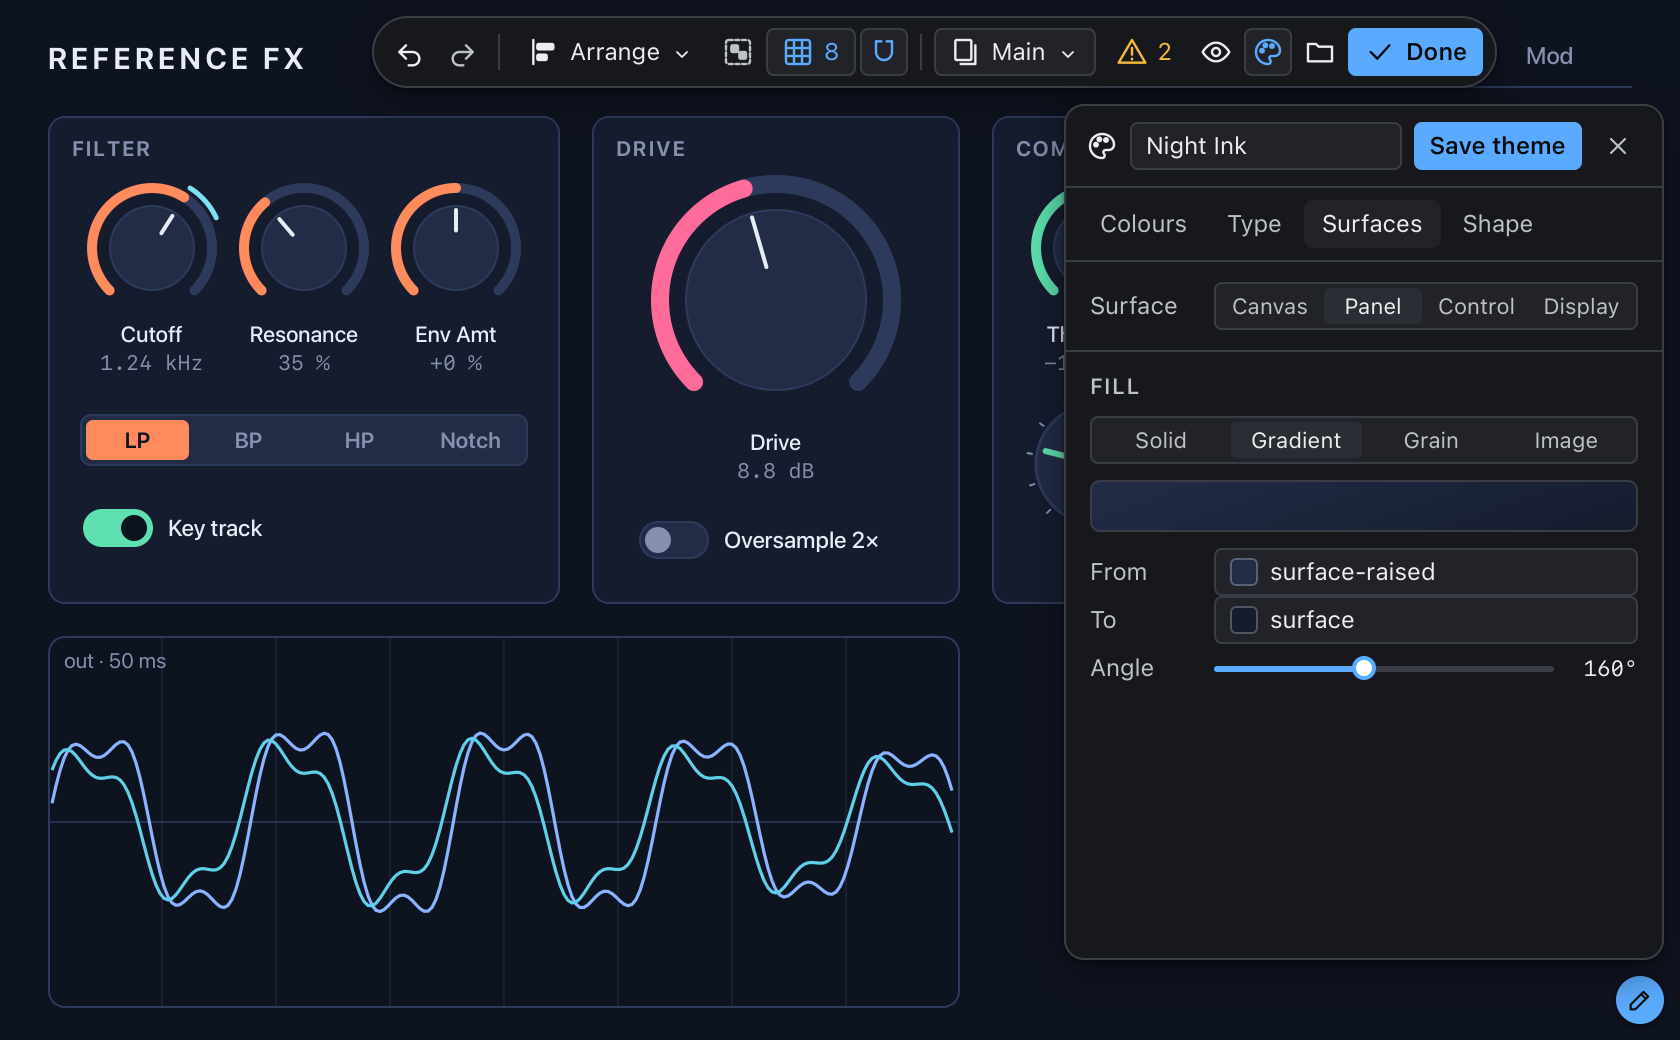 REFERENCE FX
Arrange
8
Main
2
Done
Mod
FILTER
Cutoff
1.24 kHz
Resonance
35 %
Env Amt
+0 %
LP
BP
HP
Notch
Key track
DRIVE
Drive
8.8 dB
Oversample 2×
out · 50 ms
Night Ink
Save theme
Colours
Type
Surfaces
Shape
Surface
Canvas
Panel
Control
Display
FILL
Solid
Gradient
Grain
Image
From
surface-raised
To
surface
Angle
160°